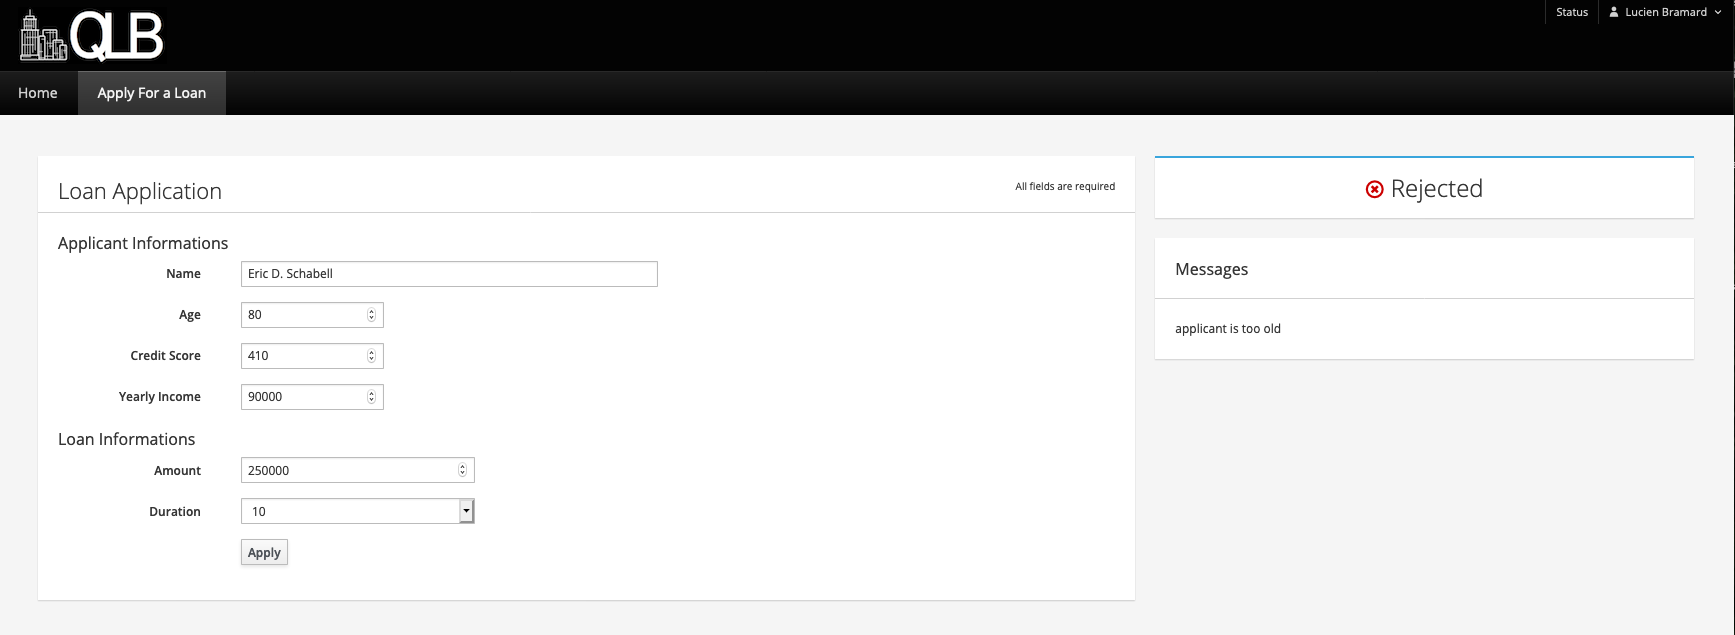 QLB
Status
Lucien Bramard
Home
Apply For a Loan
Loan Application
All fields are required
Applicant Informations
Name
Eric D. Schabell
Age
80
Credit Score
410
Yearly Income
90000
Loan Informations
Amount
250000
Duration
10
Apply
Rejected
Messages
applicant is too old